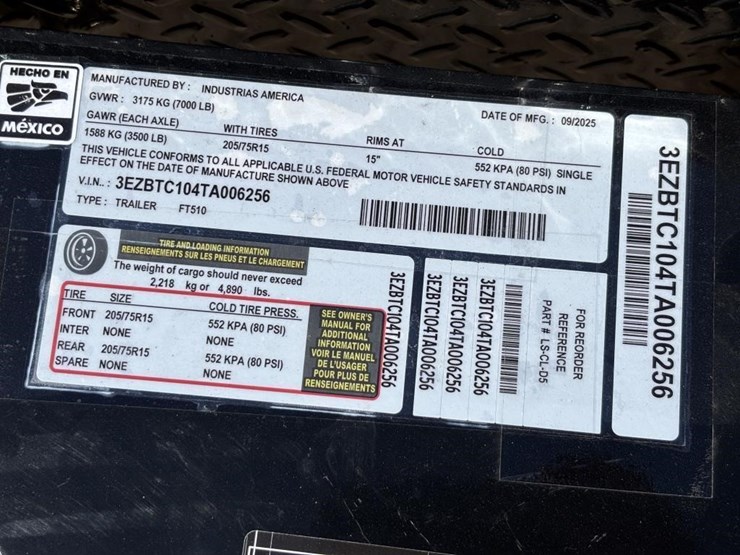 HECHO EN
MÉXICO
MANUFACTURED BY : INDUSTRIAS AMERICA
DATE OF MFG. : 09/2025
GVWR : 3175 KG (7000 LB)
GAWR (EACH AXLE) WITH TIRES RIMS AT COLD
1588 KG (3500 LB) 205/75R15 15" 552 KPA (80 PSI) SINGLE
THIS VEHICLE CONFORMS TO ALL APPLICABLE U.S. FEDERAL MOTOR VEHICLE SAFETY STANDARDS IN
EFFECT ON THE DATE OF MANUFACTURE SHOWN ABOVE
V.I.N.. : 3EZBTC104TA006256
TYPE : TRAILER FT510
TIRE AND LOADING INFORMATION
RENSEIGNEMENTS SUR LES PNEUS ET LE CHARGEMENT
The weight of cargo should never exceed
2,218 kg or 4,890 lbs.
TIRE SIZE COLD TIRE PRESS.
FRONT 205/75R15 552 KPA (80 PSI)
INTER NONE NONE
REAR 205/75R15 552 KPA (80 PSI)
SPARE NONE NONE
SEE OWNER'S
MANUAL FOR
ADDITIONAL
INFORMATION
VOIR LE MANUEL
DE L'USAGER
POUR PLUS DE
RENSEIGNEMENTS
3EZBTC104TA006256
3EZBTC104TA006256
3EZBTC104TA006256
3EZBTC104TA006256
FOR REORDER
REFERENCE
PART # LS-CL-D5
3EZBTC104TA006256